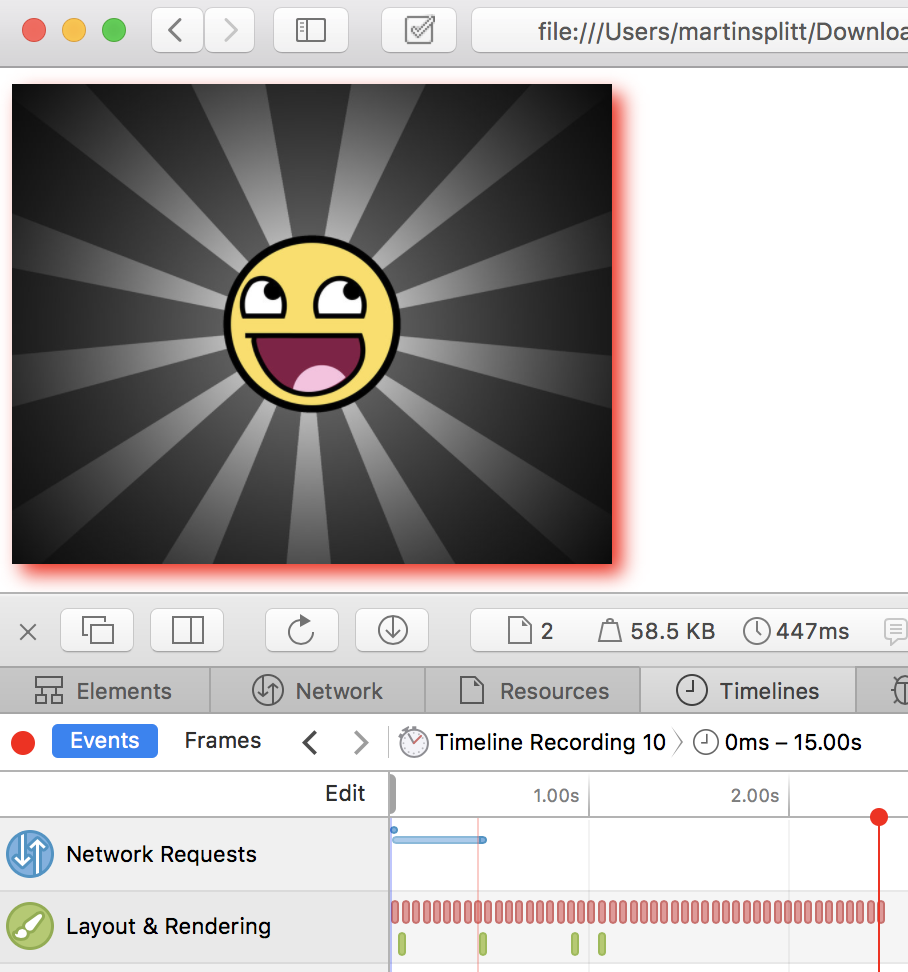 file:///Users/martinsplitt/Downloa
2 58.5 KB 447ms
Elements Network Resources Timelines
Events Frames Timeline Recording 10 0ms – 15.00s
Edit 1.00s 2.00s
Network Requests
Layout & Rendering